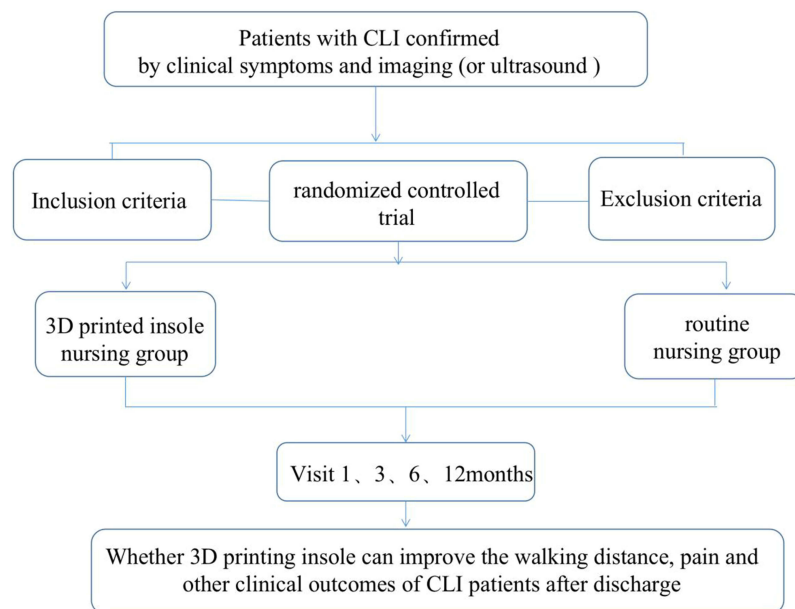 Patients with CLI confirmed
by clinical symptoms and imaging (or ultrasound )
Inclusion criteria
randomized controlled
trial
Exclusion criteria
3D printed insole
nursing group
routine
nursing group
Visit 1、3、6、12months
Whether 3D printing insole can improve the walking distance, pain and
other clinical outcomes of CLI patients after discharge